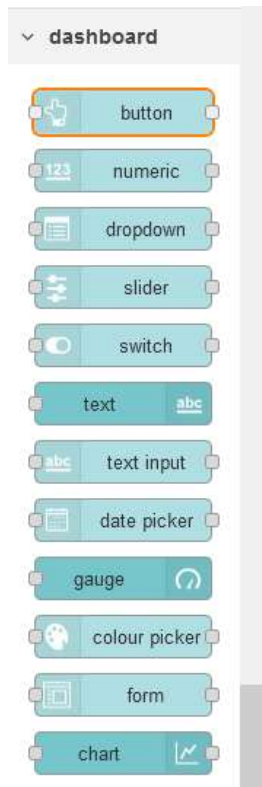 dashboard
button
123 numeric
dropdown
slider
switch
text abc
abc text input
date picker
gauge
colour picker
form
chart